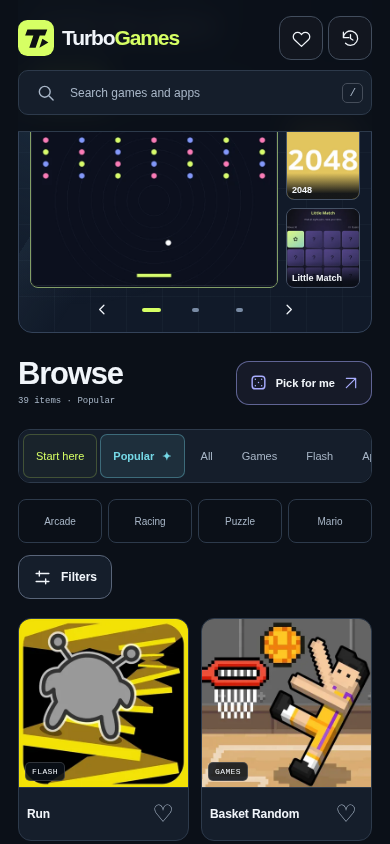 TurboGames
Search games and apps
/
2048
2048
Little Match
Little Match
Browse
39 items · Popular
Pick for me
Start here
Popular
All
Games
Flash
Ap
Arcade
Racing
Puzzle
Mario
Filters
FLASH
GAMES
Run
Basket Random